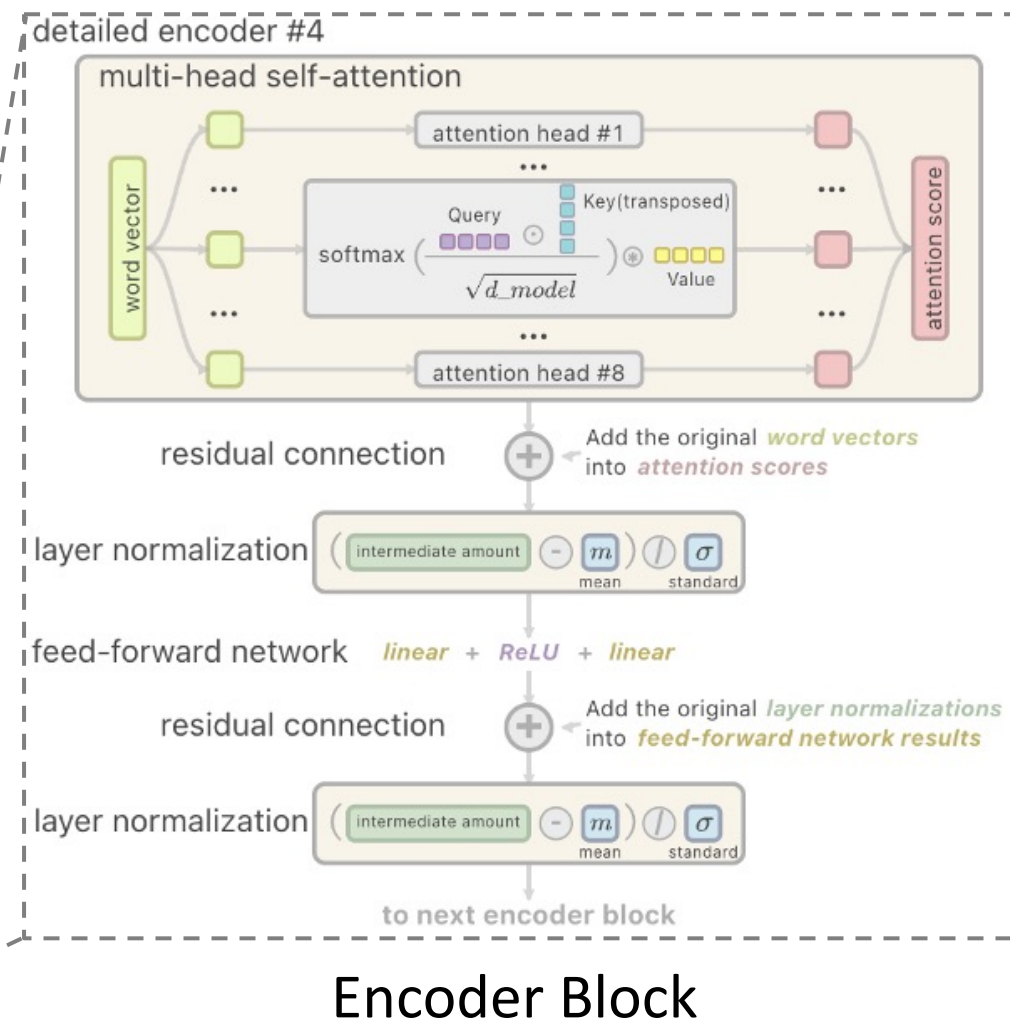 detailed encoder #4
multi-head self-attention
word vector
attention head #1
...
...
...
softmax ( Query ⊙ Key(transposed) / √d_model ) ⊛ Value
...
...
...
attention head #8
attention score
residual connection
+
Add the original word vectors
into attention scores
layer normalization
( intermediate amount - m ) / σ
mean standard
feed-forward network linear + ReLU + linear
residual connection
+
Add the original layer normalizations
into feed-forward network results
layer normalization
( intermediate amount - m ) / σ
mean standard
to next encoder block
Encoder Block